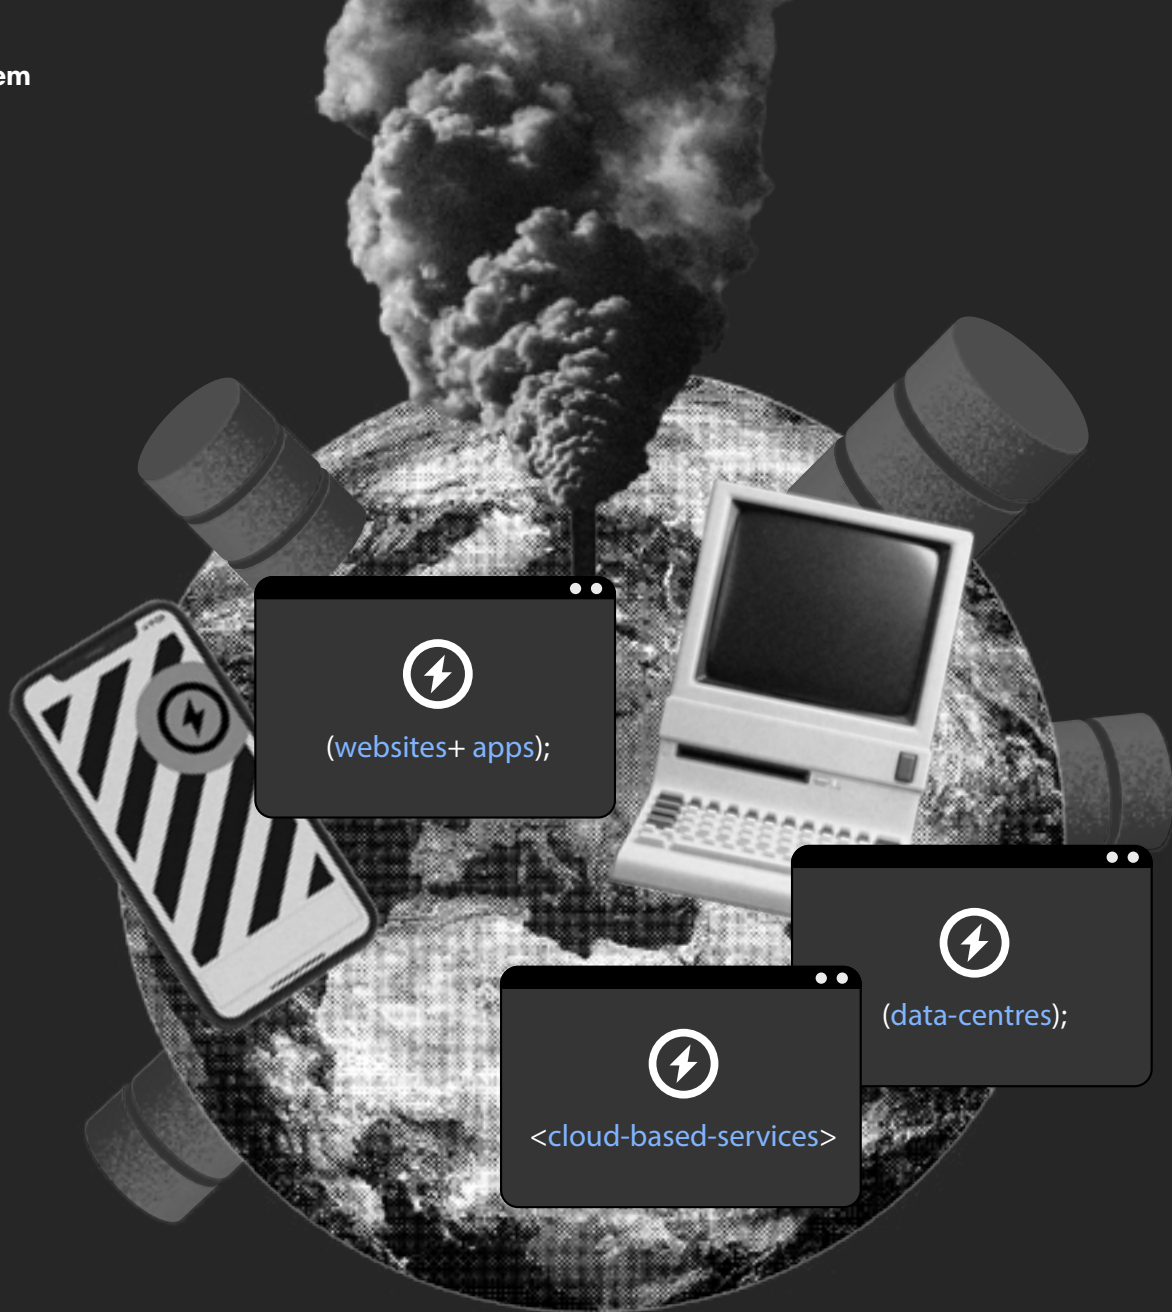 em
(websites+ apps);
(data-centres);
<cloud-based-services>